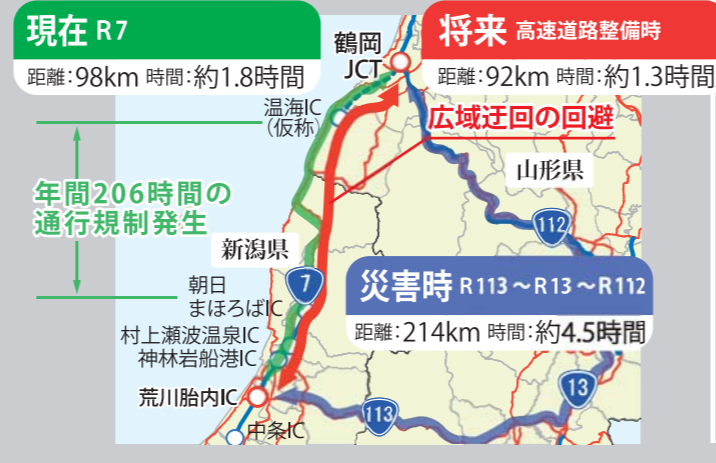 現在 R7
距離：98km 時間：約1.8時間
将来 高速道路整備時
距離：92km 時間：約1.3時間
鶴岡
JCT
温海IC
（仮称）
広域迂回の回避
山形県
年間206時間の
通行規制発生
112
新潟県
7
朝日
まほろばIC
災害時 R113～R13～R112
距離：214km 時間：約4.5時間
村上瀬波温泉IC
神林岩船港IC
荒川胎内IC
13
113
中条IC